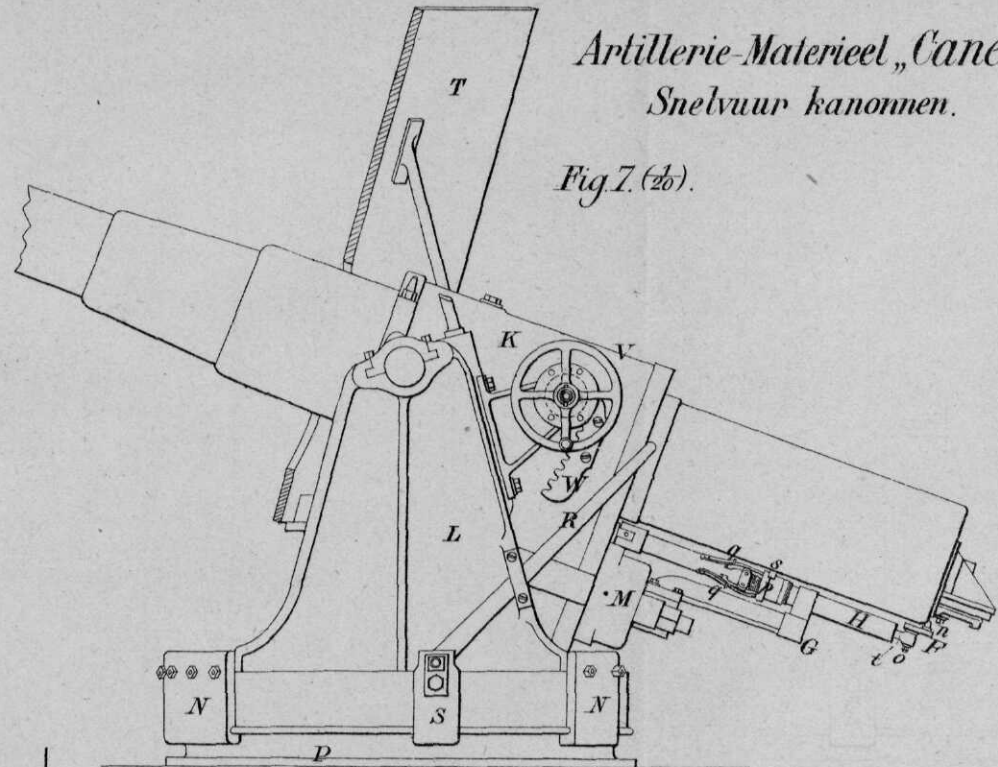 Artillerie-Materieel „Cane
Snelvuur kanonnen.
Fig. 7. (1/20).
T
K
V
W
R
L
q
s
q
p
M
H
n
F
G
t
o
N
S
N
P